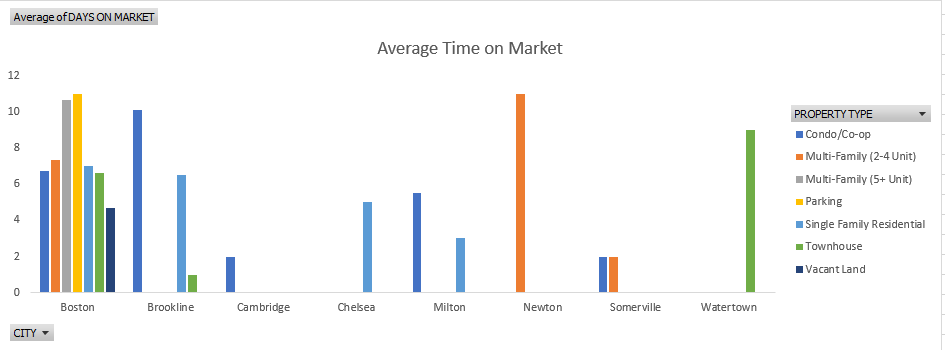 Average of DAYS ON MARKET
Average Time on Market
12
10
8
6
4
2
0
Boston Brookline Cambridge Chelsea Milton Newton Somerville Watertown
PROPERTY TYPE
Condo/Co-op
Multi-Family (2-4 Unit)
Multi-Family (5+ Unit)
Parking
Single Family Residential
Townhouse
Vacant Land
CITY